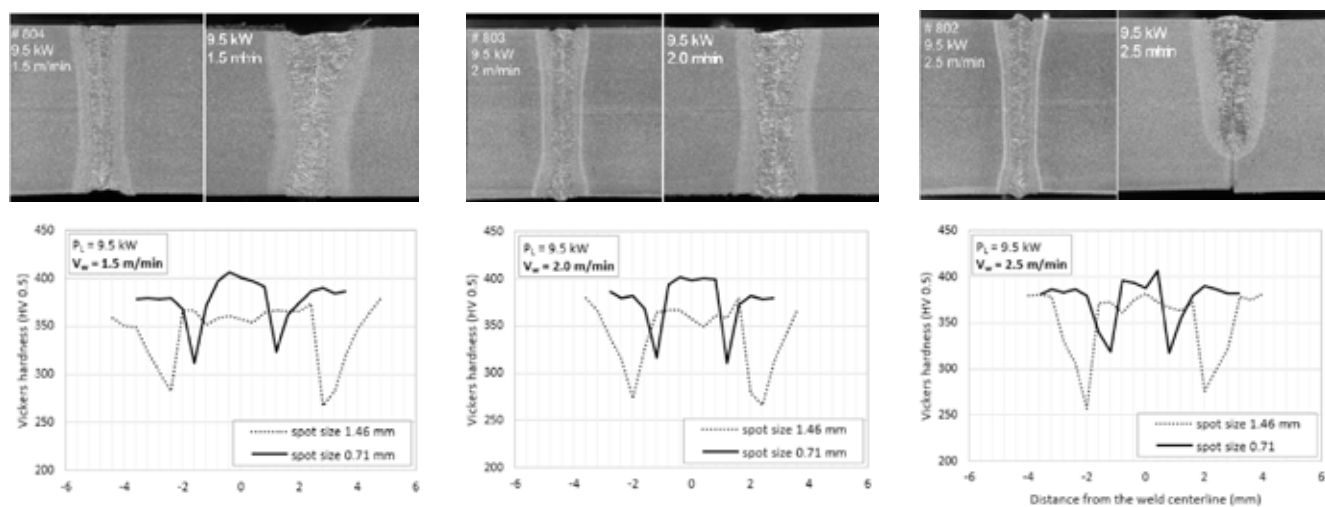 # 804
9.5 kW
1.5 m/min
9.5 kW
1.5 m/min
# 803
9.5 kW
2 m/min
9.5 kW
2.0 m/min
# 802
9.5 kW
2.5 m/min
9.5 kW
2.5 m/min
Vickers hardness (HV 0.5)
450
400
350
300
250
200
P_L = 9.5 kW
V_w = 1.5 m/min
spot size 1.46 mm
spot size 0.71 mm
-6 -4 -2 0 2 4 6
Vickers hardness (HV 0.5)
450
400
350
300
250
200
P_L = 9.5 kW
V_w = 2.0 m/min
spot size 1.46 mm
spot size 0.71 mm
-6 -4 -2 0 2 4 6
Vickers hardness (HV 0.5)
450
400
350
300
250
200
P_L = 9.5 kW
V_w = 2.5 m/min
spot size 1.46 mm
spot size 0.71
-6 -4 -2 0 2 4 6
Distance from the weld centerline (mm)